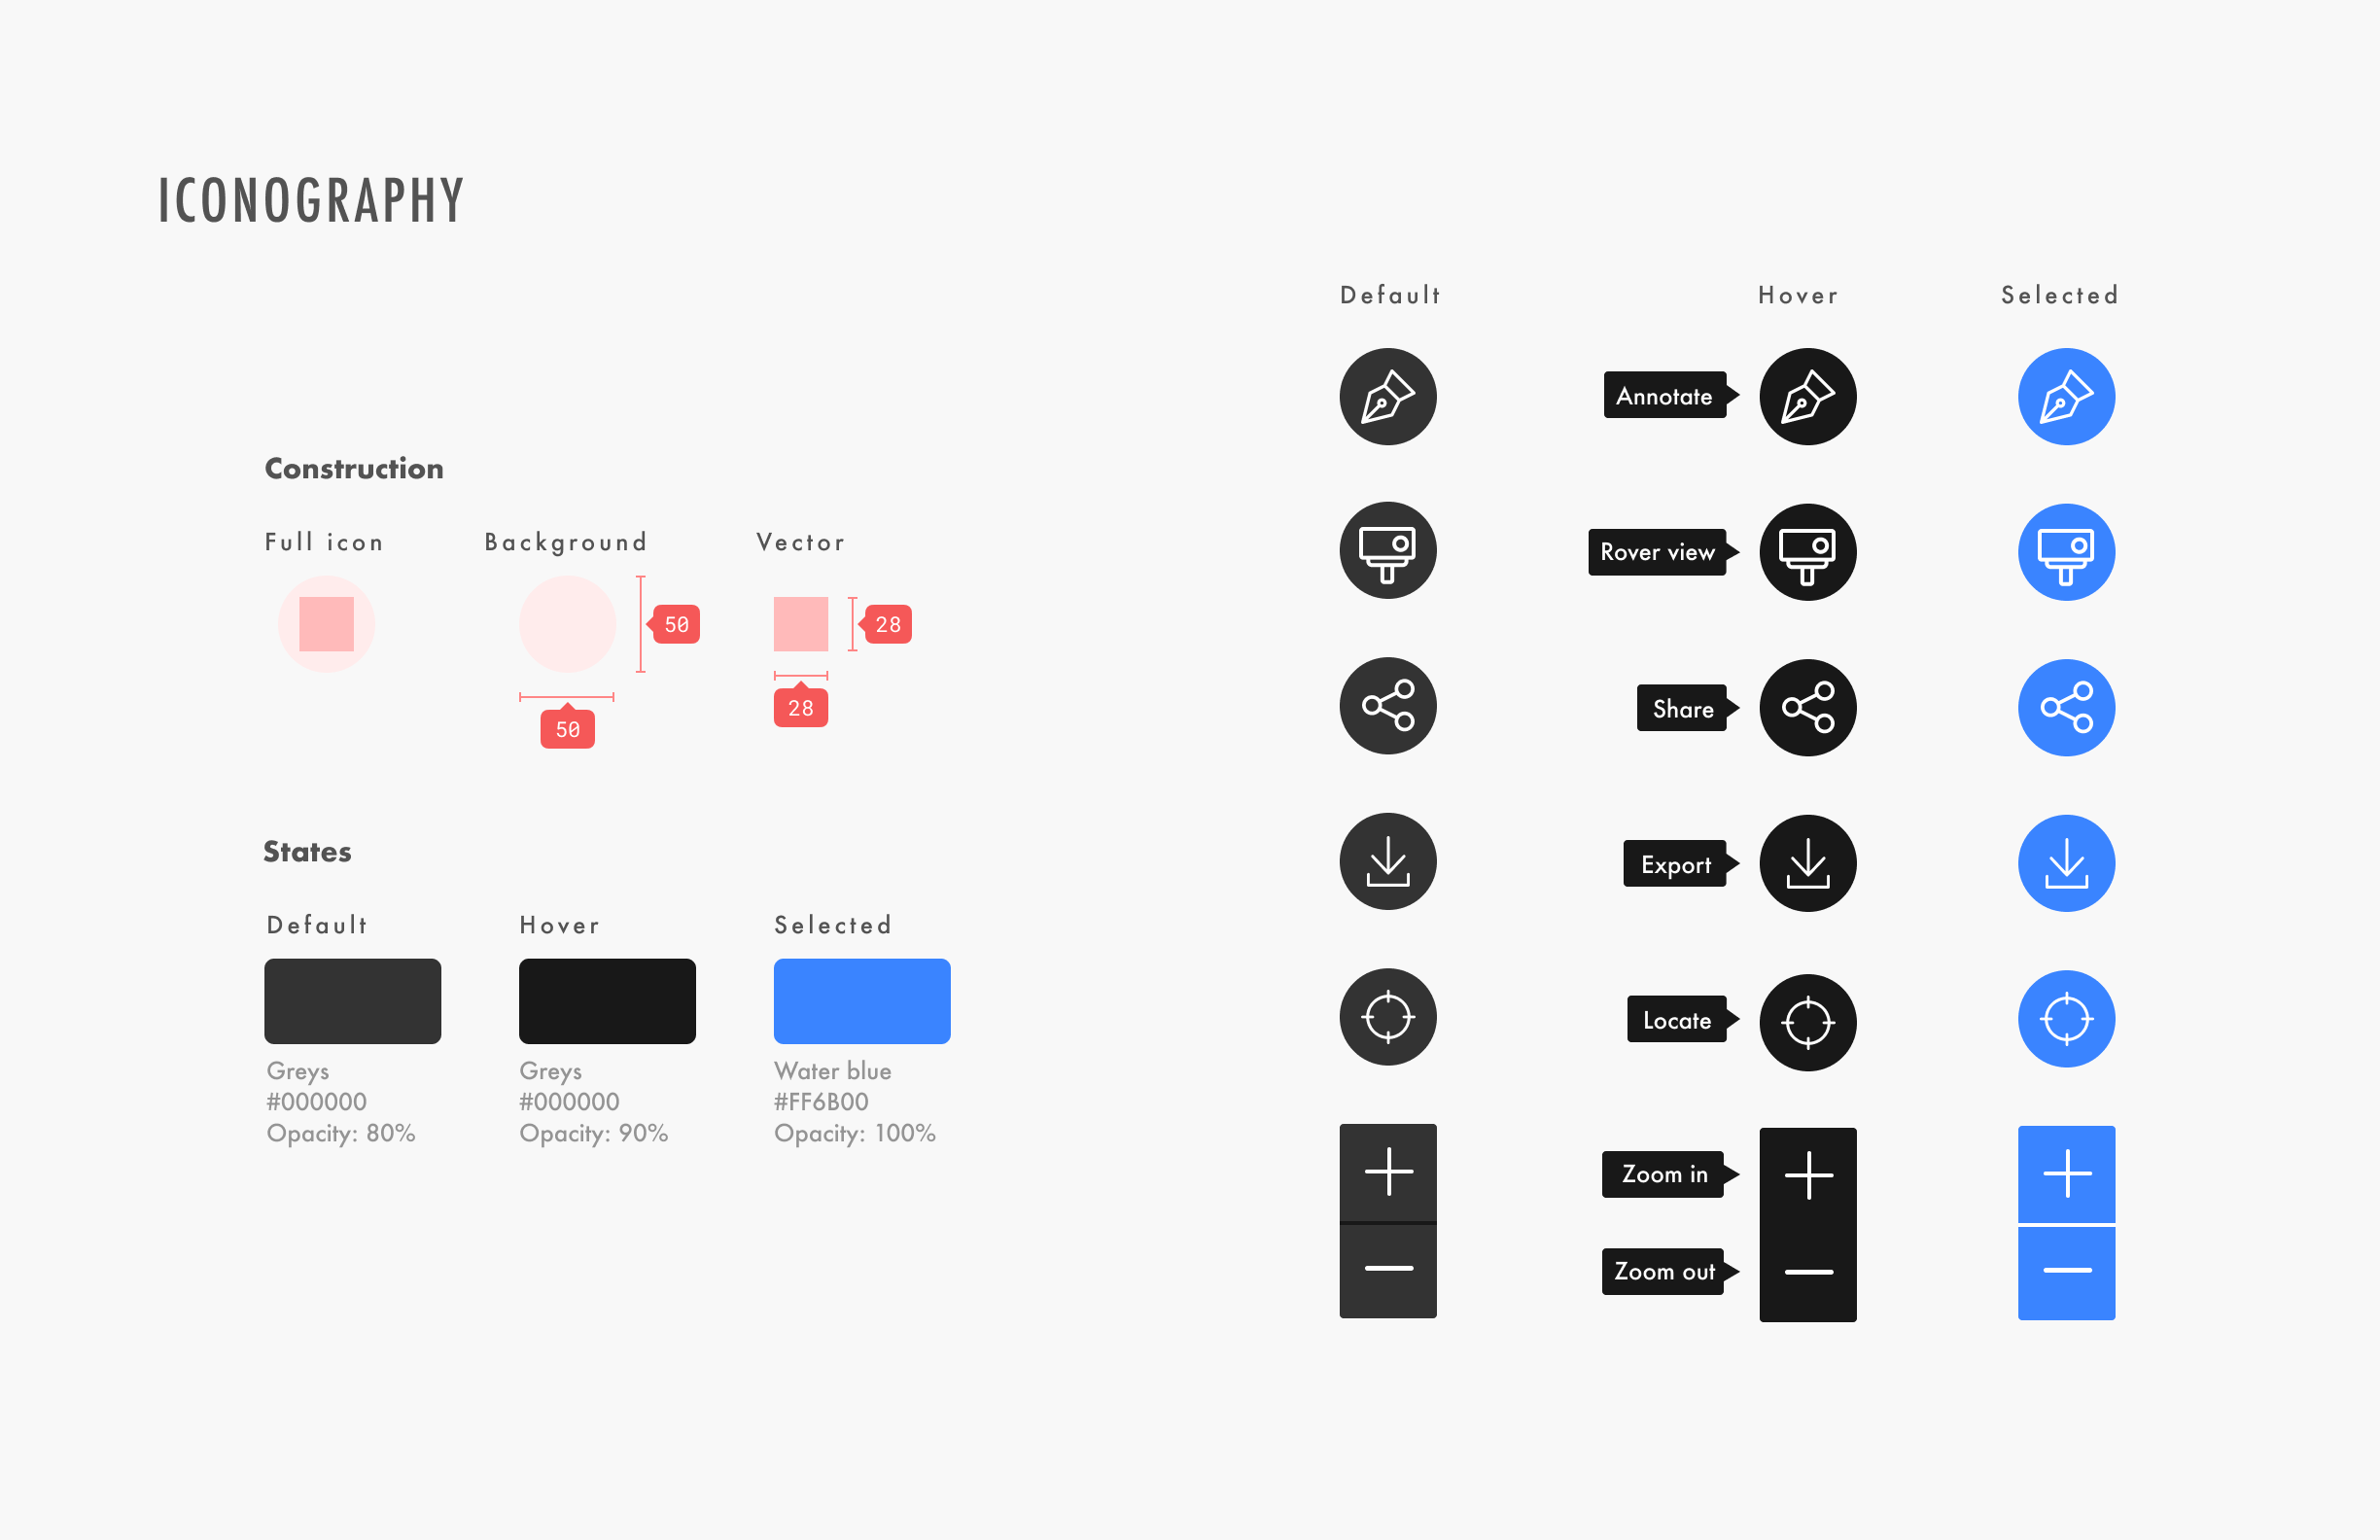 ICONOGRAPHY
Construction
Full icon
Background
Vector
50
28
50
28
States
Default
Hover
Selected
Greys
#000000
Opacity: 80%
Greys
#000000
Opacity: 90%
Water blue
#FF6B00
Opacity: 100%
Default
Hover
Selected
Annotate
Rover view
Share
Export
Locate
Zoom in
Zoom out